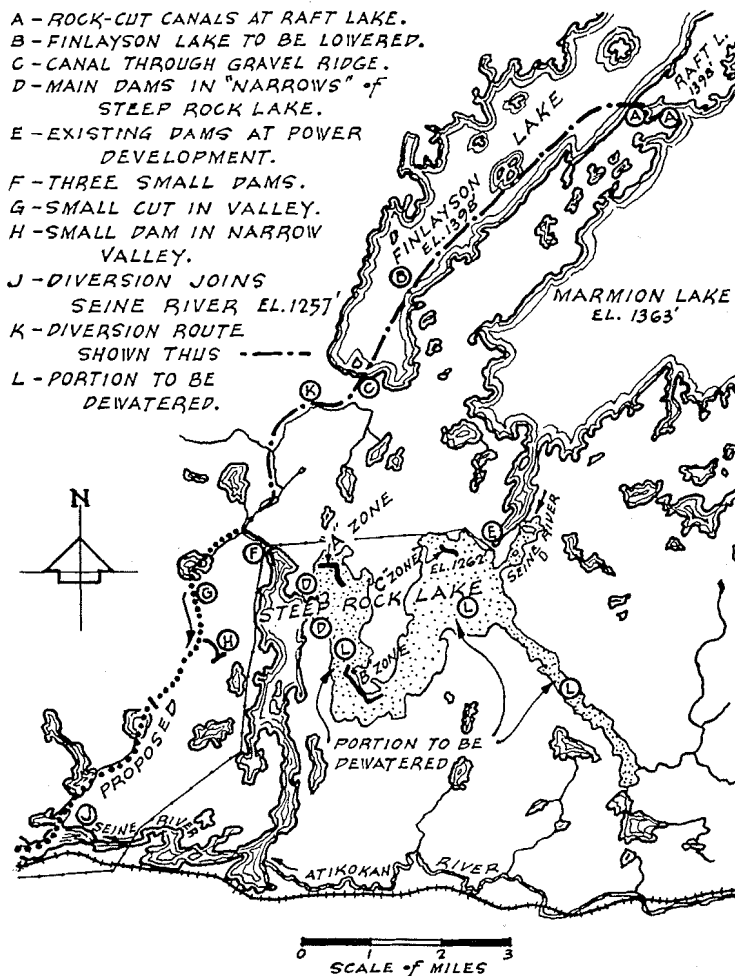 A - ROCK-CUT CANALS AT RAFT LAKE.
B - FINLAYSON LAKE TO BE LOWERED.
C - CANAL THROUGH GRAVEL RIDGE.
D - MAIN DAMS IN "NARROWS" of
STEEP ROCK LAKE.
E - EXISTING DAMS AT POWER
DEVELOPMENT.
F - THREE SMALL DAMS.
G - SMALL CUT IN VALLEY.
H - SMALL DAM IN NARROW
VALLEY.
J - DIVERSION JOINS
SEINE RIVER EL. 1257'
K - DIVERSION ROUTE
SHOWN THUS
L - PORTION TO BE
DEWATERED.
RAFT L.
1398'
A A
FINLAYSON LAKE
EL. 1398'
B
MARMION LAKE
EL. 1363'
D
C
K
N
"A" ZONE
E
SEINE RIVER
D
F
"C" ZONE
EL. 1262'
D
STEEP ROCK LAKE
G
L
D
H
L
"B" ZONE
L
PROPOSED
PORTION TO BE
DEWATERED
J
SEINE RIVER
ATIKOKAN RIVER
0 1 2 3
SCALE of MILES